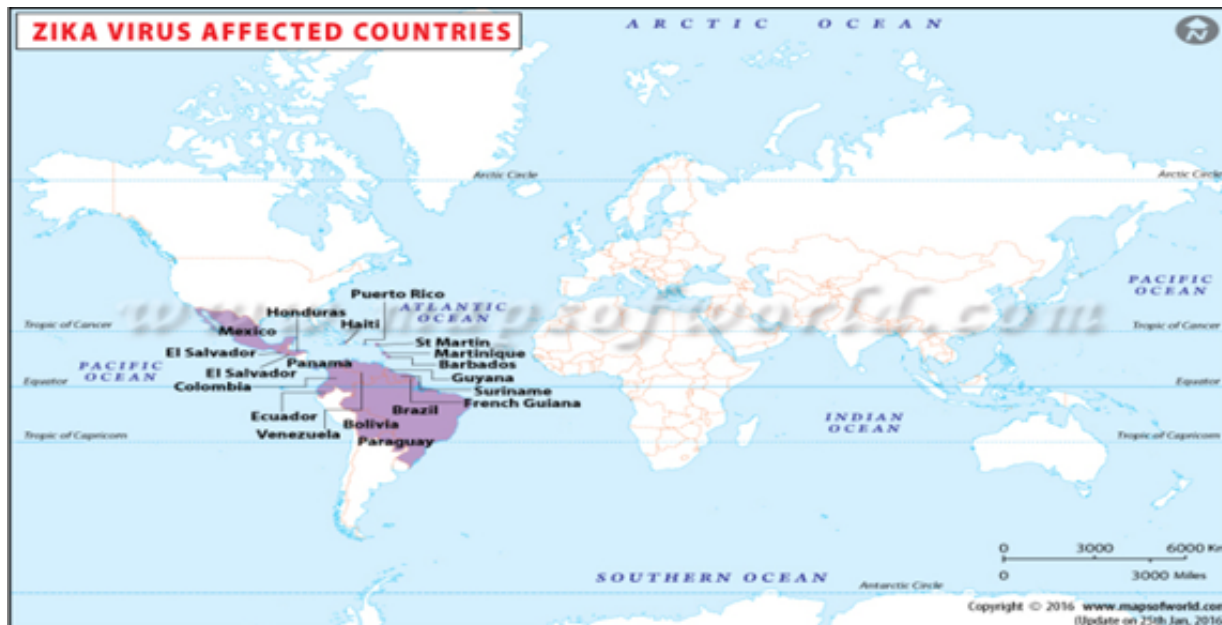 ZIKA VIRUS AFFECTED COUNTRIES
ARCTIC OCEAN
N
Arctic Circle
Arctic Circle
PACIFIC
OCEAN
Puerto Rico
ATLANTIC
OCEAN
Honduras
Haiti
www.mapsofworld.com
Tropic of Cancer
Mexico
Tropic of Cancer
St Martin
El Salvador
Martinique
PACIFIC
OCEAN
Panama
Barbados
El Salvador
Guyana
Equator
Equator
Colombia
Suriname
French Guiana
Ecuador
Brazil
INDIAN
OCEAN
Bolivia
Venezuela
Tropic of Capricorn
Paraguay
Tropic of Capricorn
0 3000 6000 Km
0 3000 Miles
SOUTHERN OCEAN
Antarctic Circle
Copyright © 2016 www.mapsofworld.com
(Update on 25th Jan, 2016